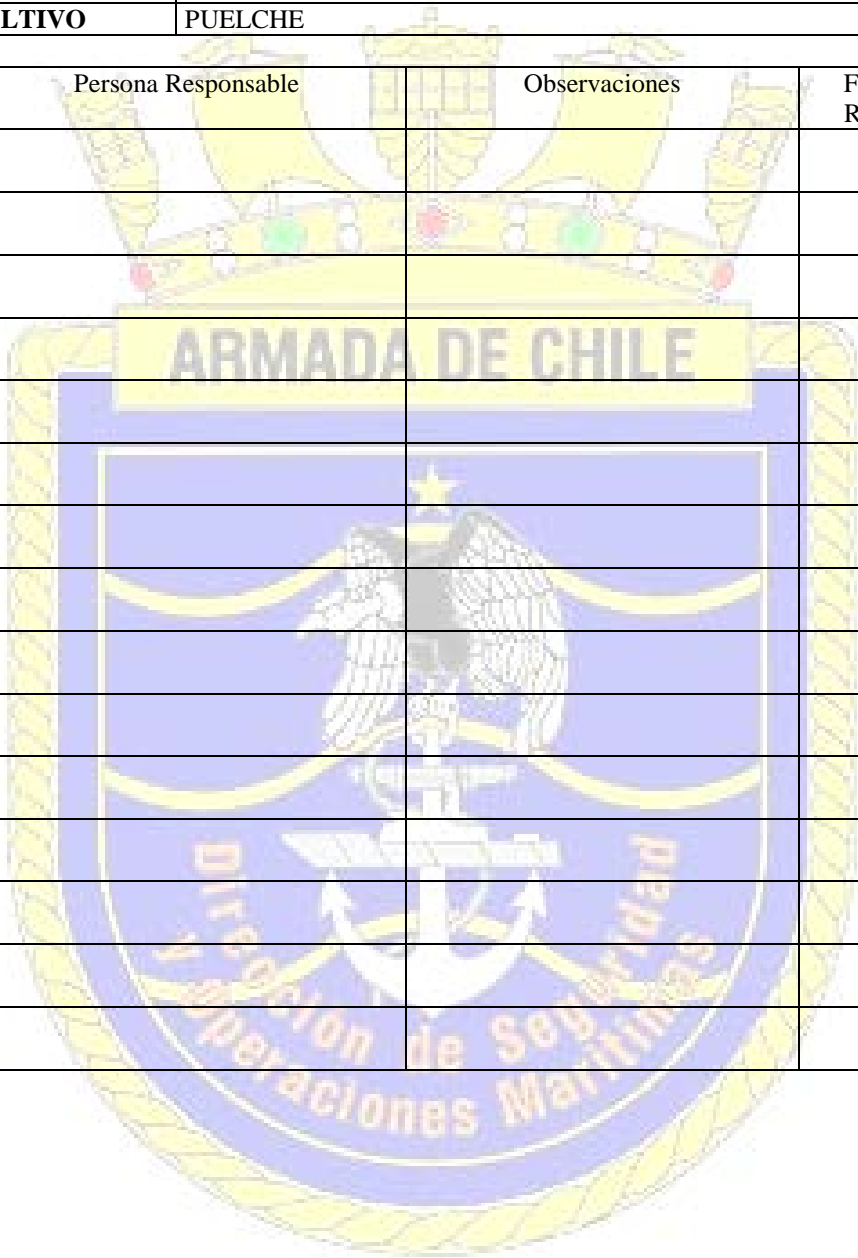 LTIVO PUELCHE
Persona Responsable Observaciones F
R
ARMADA DE CHILE
Dirección de Seguridad
y Operaciones Marítimas